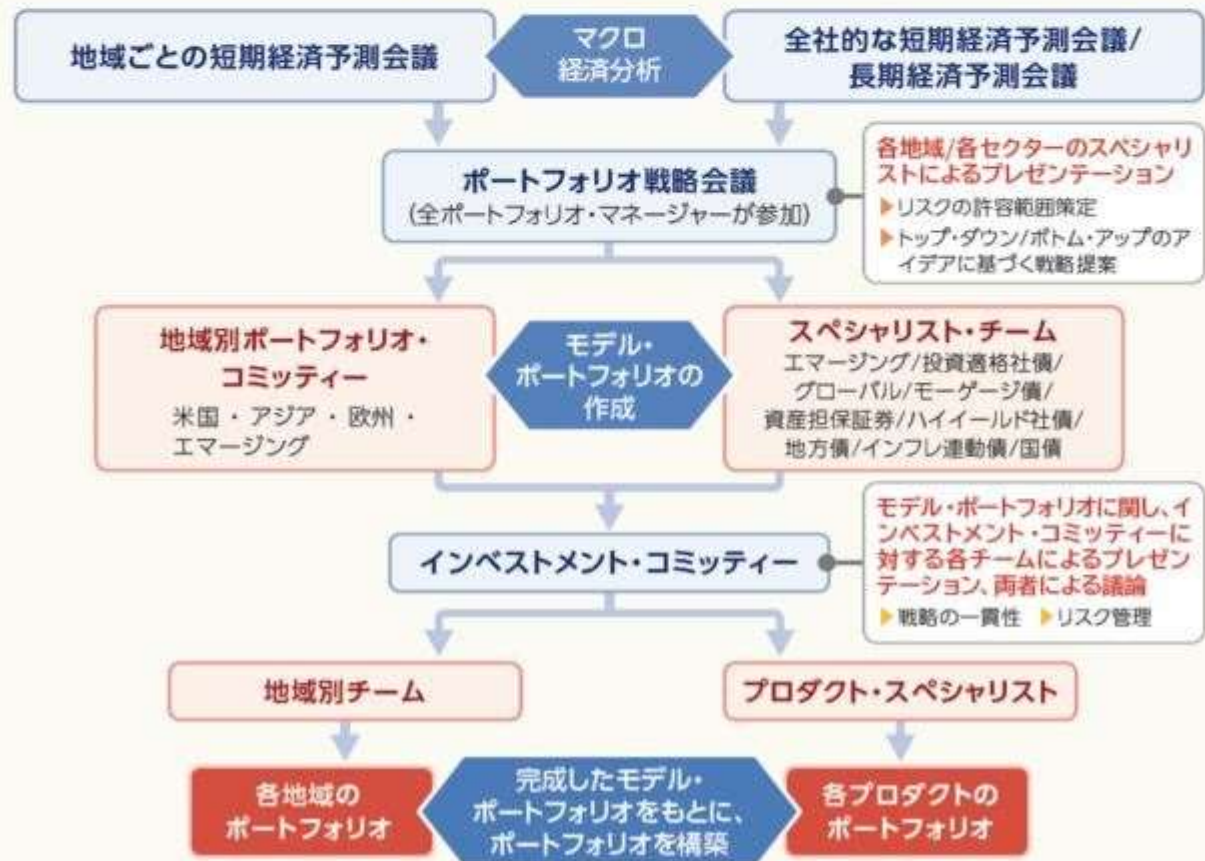 地域ごとの短期経済予測会議
マクロ
経済分析
全社的な短期経済予測会議/
長期経済予測会議
ポートフォリオ戦略会議
(全ポートフォリオ・マネージャーが参加)
各地域/各セクターのスペシャリ
ストによるプレゼンテーション
▶リスクの許容範囲策定
▶トップ・ダウン/ボトム・アップのア
イデアに基づく戦略提案
地域別ポートフォリオ・
コミッティー
米国 ・ アジア ・ 欧州 ・
エマージング
モデル・
ポートフォリオの
作成
スペシャリスト・チーム
エマージング/投資適格社債/
グローバル/モーゲージ債/
資産担保証券/ハイイールド社債/
地方債/インフレ連動債/国債
インベストメント・コミッティー
モデル・ポートフォリオに関し、イ
ンベストメント・コミッティーに
対する各チームによるプレゼン
テーション、両者による議論
▶戦略の一貫性 ▶リスク管理
地域別チーム
プロダクト・スペシャリスト
各地域の
ポートフォリオ
完成したモデル・
ポートフォリオをもとに、
ポートフォリオを構築
各プロダクトの
ポートフォリオ